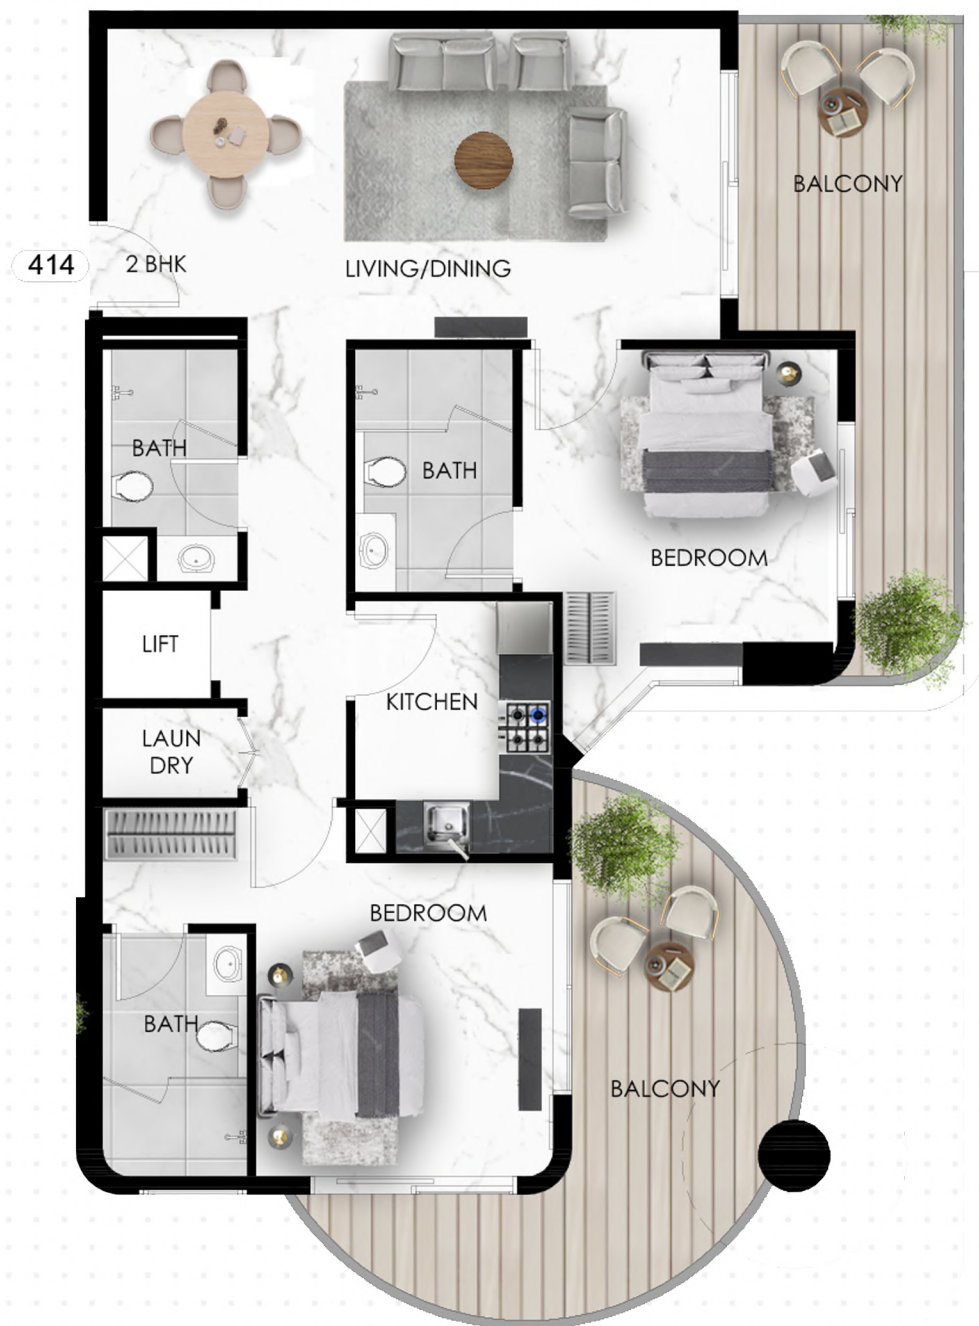 BALCONY
414
2 BHK
LIVING/DINING
BATH
BATH
BEDROOM
LIFT
KITCHEN
LAUN
DRY
BEDROOM
BATH
BALCONY